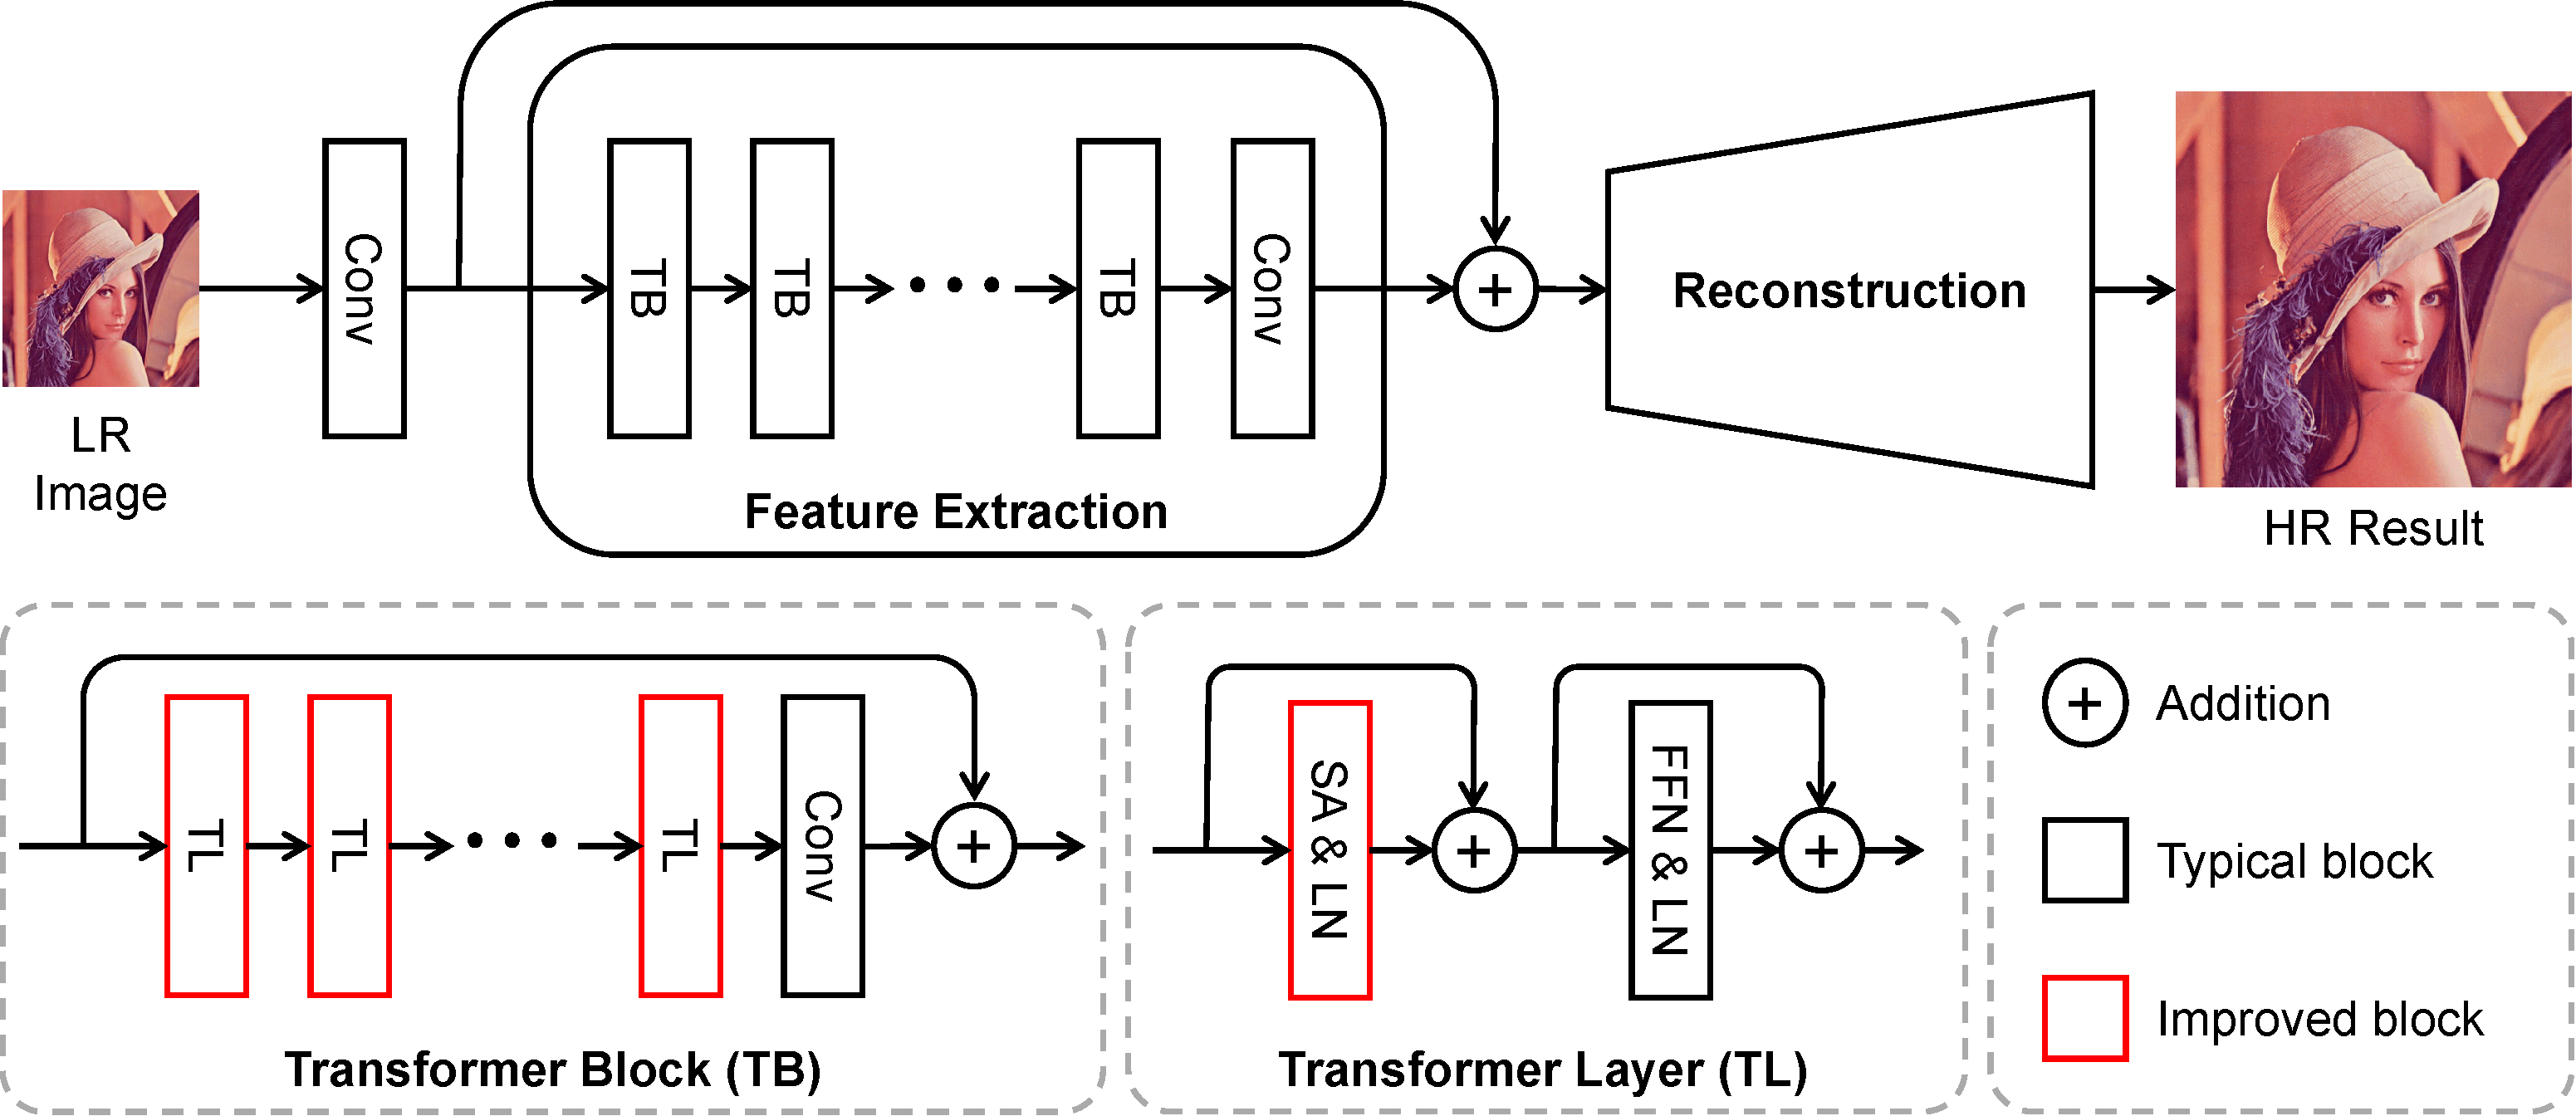 LR
Image
Conv
TB
TB
TB
Conv
Feature Extraction
+
Reconstruction
HR Result
TL
TL
TL
Conv
+
Transformer Block (TB)
SA & LN
+
FFN & LN
+
Transformer Layer (TL)
+ Addition
Typical block
Improved block